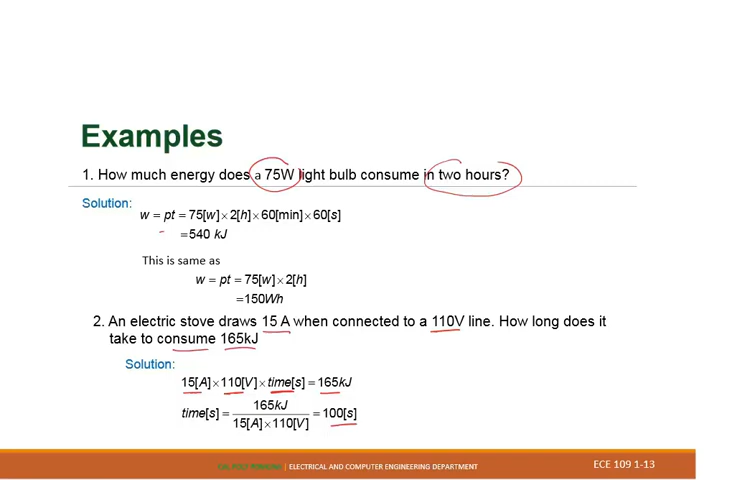 Examples
1. How much energy does a 75W light bulb consume in two hours?
Solution:
w = pt = 75[w]×2[h]×60[min]×60[s]
=540 kJ
This is same as
w = pt = 75[w]×2[h]
=150Wh
2. An electric stove draws 15 A when connected to a 110V line. How long does it
take to consume 165kJ
Solution:
15[A]×110[V]×time[s]=165kJ
time[s] = 165kJ / 15[A]×110[V] = 100[s]
CAL POLY POMONA | ELECTRICAL AND COMPUTER ENGINEERING DEPARTMENT
ECE 109 1-13